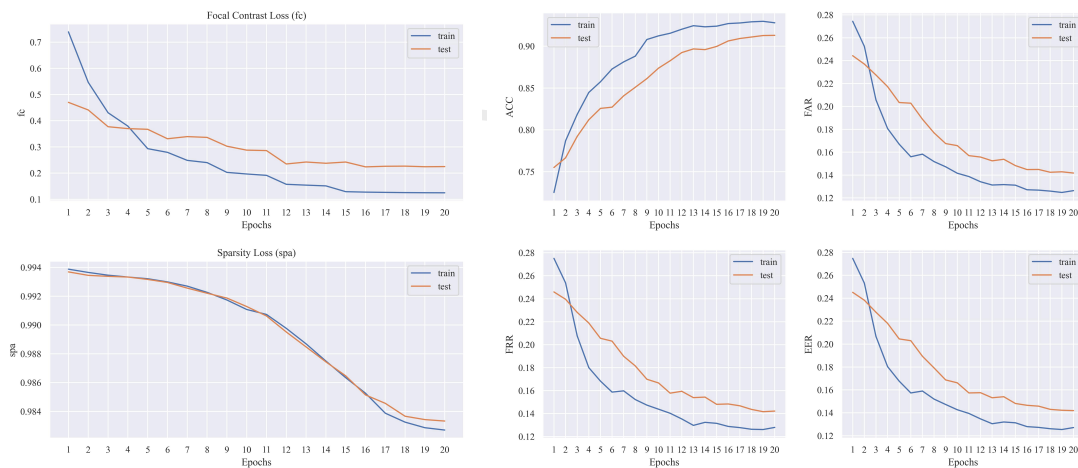 Focal Contrast Loss (fc)
fc
0.7
0.6
0.5
0.4
0.3
0.2
0.1
train
test
1 2 3 4 5 6 7 8 9 10 11 12 13 14 15 16 17 18 19 20
Epochs
ACC
0.90
0.85
0.80
0.75
train
test
1 2 3 4 5 6 7 8 9 10 11 12 13 14 15 16 17 18 19 20
Epochs
FAR
0.28
0.26
0.24
0.22
0.20
0.18
0.16
0.14
0.12
train
test
1 2 3 4 5 6 7 8 9 10 11 12 13 14 15 16 17 18 19 20
Epochs
Sparsity Loss (spa)
spa
0.994
0.992
0.990
0.988
0.986
0.984
train
test
1 2 3 4 5 6 7 8 9 10 11 12 13 14 15 16 17 18 19 20
Epochs
FRR
0.28
0.26
0.24
0.22
0.20
0.18
0.16
0.14
0.12
train
test
1 2 3 4 5 6 7 8 9 10 11 12 13 14 15 16 17 18 19 20
Epochs
EER
0.28
0.26
0.24
0.22
0.20
0.18
0.16
0.14
0.12
train
test
1 2 3 4 5 6 7 8 9 10 11 12 13 14 15 16 17 18 19 20
Epochs